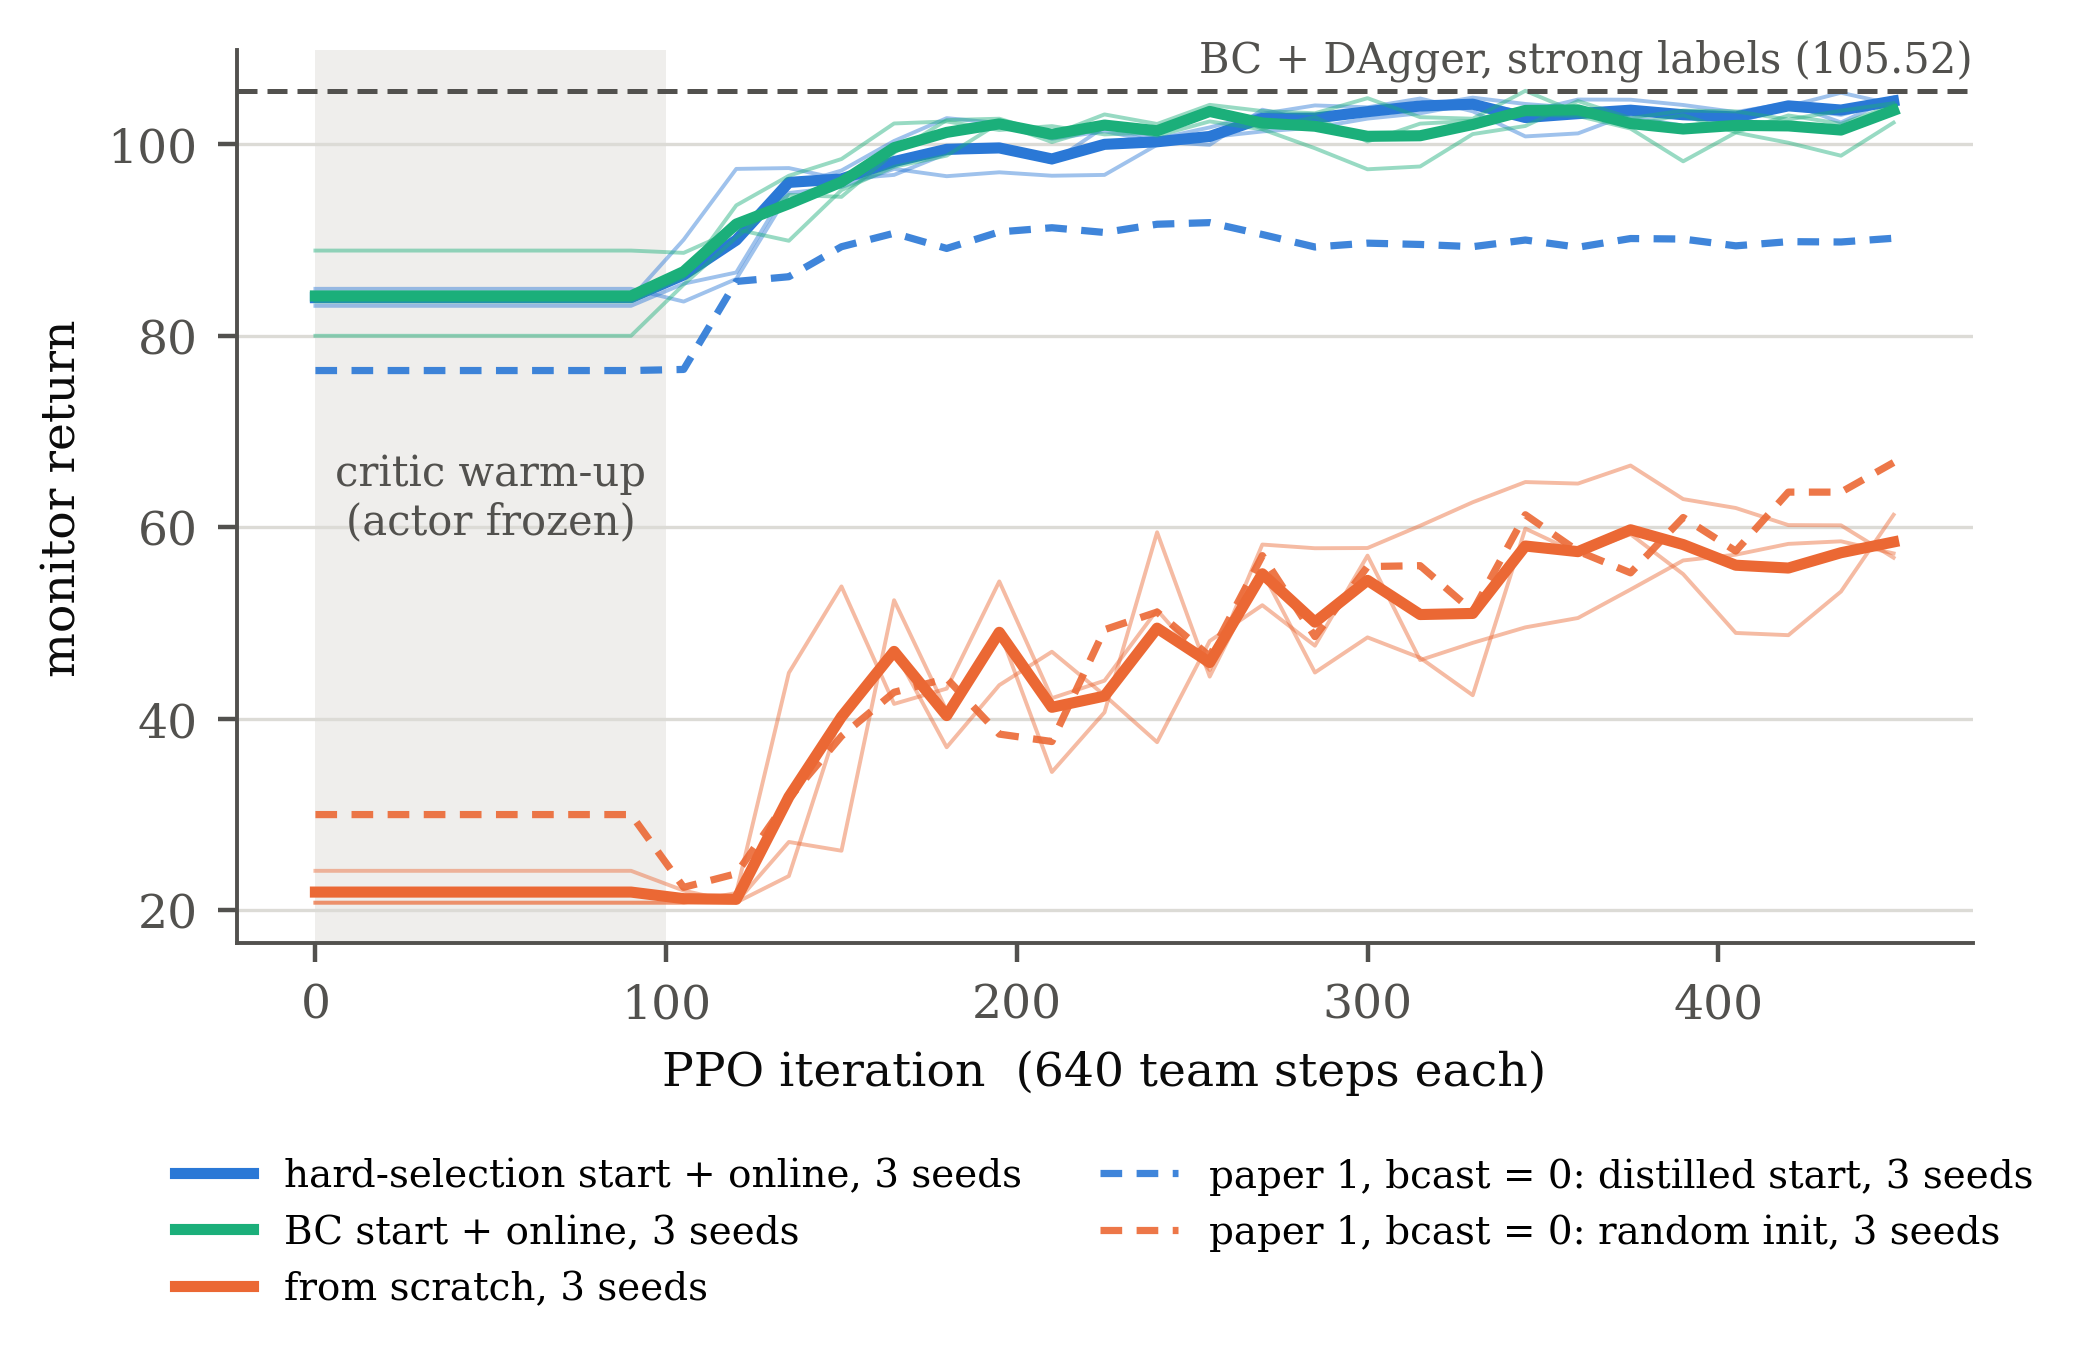 BC + DAgger, strong labels (105.52)
100
80
60
40
20
monitor return
critic warm-up
(actor frozen)
0 100 200 300 400
PPO iteration (640 team steps each)
hard-selection start + online, 3 seeds
BC start + online, 3 seeds
from scratch, 3 seeds
paper 1, bcast = 0: distilled start, 3 seeds
paper 1, bcast = 0: random init, 3 seeds